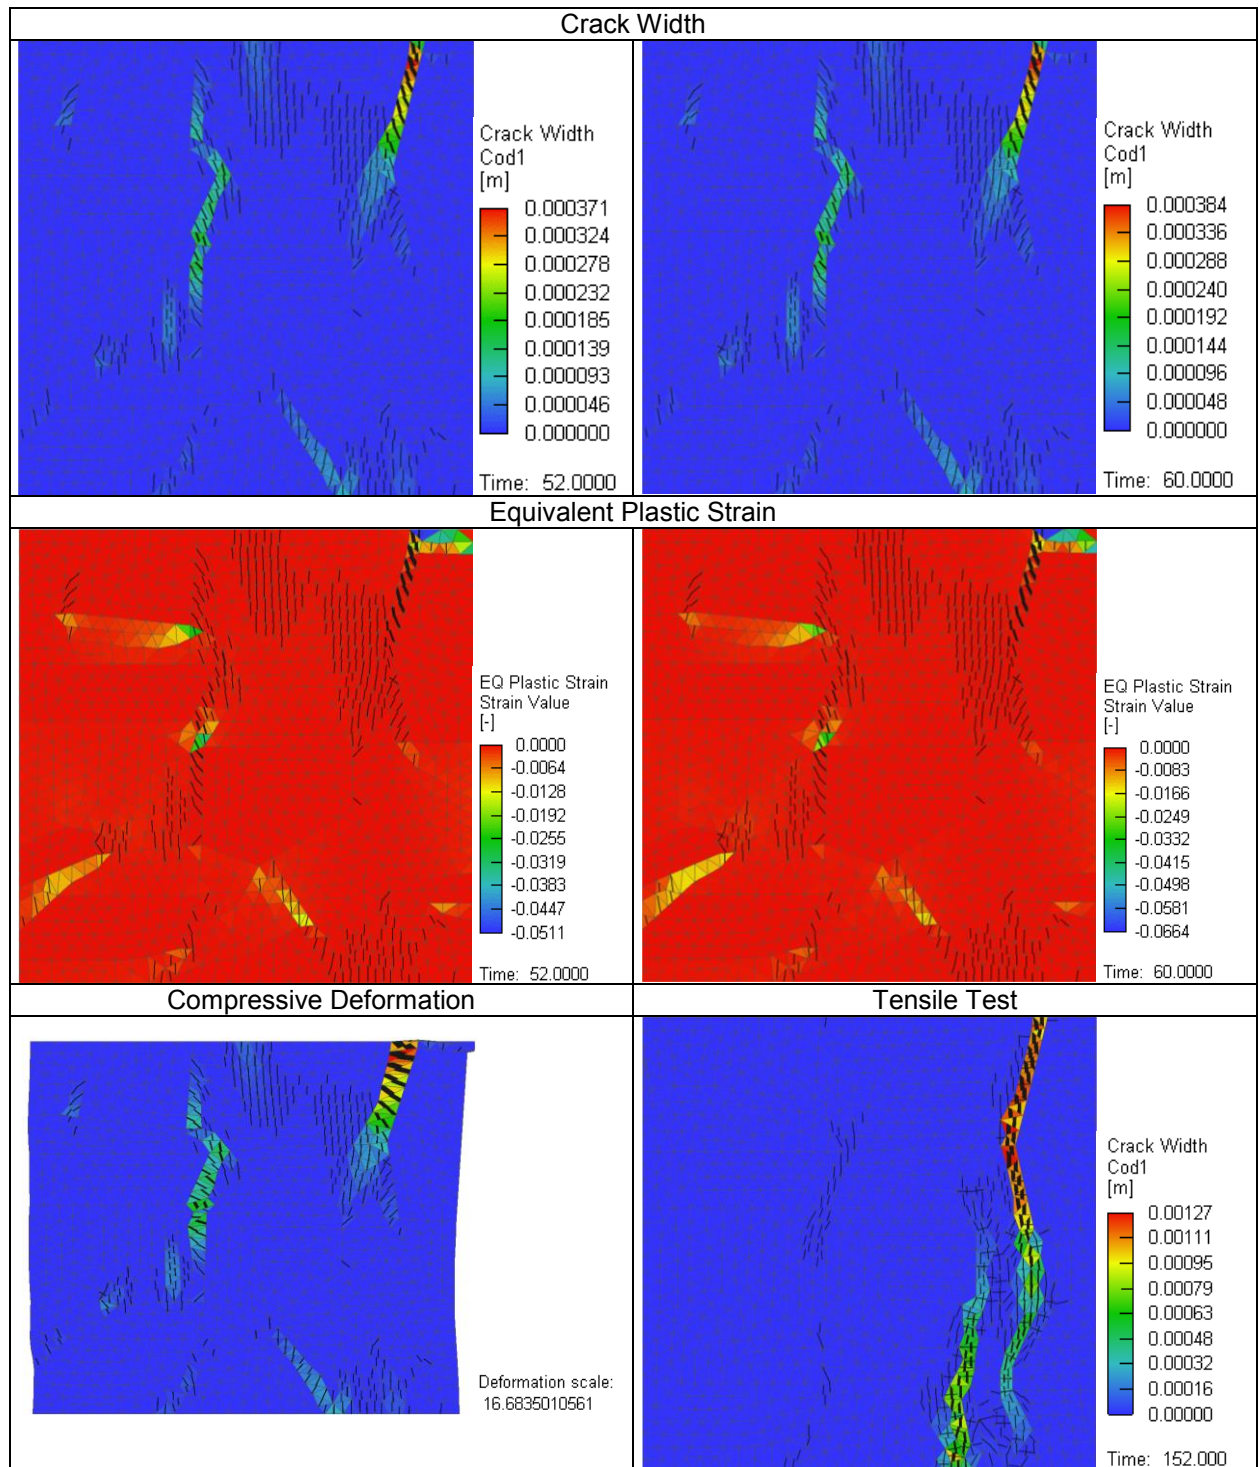 Crack Width
Crack Width
Cod1
[m]
0.000371
0.000324
0.000278
0.000232
0.000185
0.000139
0.000093
0.000046
0.000000
Time: 52.0000
Crack Width
Cod1
[m]
0.000384
0.000336
0.000288
0.000240
0.000192
0.000144
0.000096
0.000048
0.000000
Time: 60.0000
Equivalent Plastic Strain
EQ Plastic Strain
Strain Value
[-]
0.0000
-0.0064
-0.0128
-0.0192
-0.0255
-0.0319
-0.0383
-0.0447
-0.0511
Time: 52.0000
EQ Plastic Strain
Strain Value
[-]
0.0000
-0.0083
-0.0166
-0.0249
-0.0332
-0.0415
-0.0498
-0.0581
-0.0664
Time: 60.0000
Compressive Deformation
Tensile Test
Deformation scale:
16.6835010561
Crack Width
Cod1
[m]
0.00127
0.00111
0.00095
0.00079
0.00063
0.00048
0.00032
0.00016
0.00000
Time: 152.000